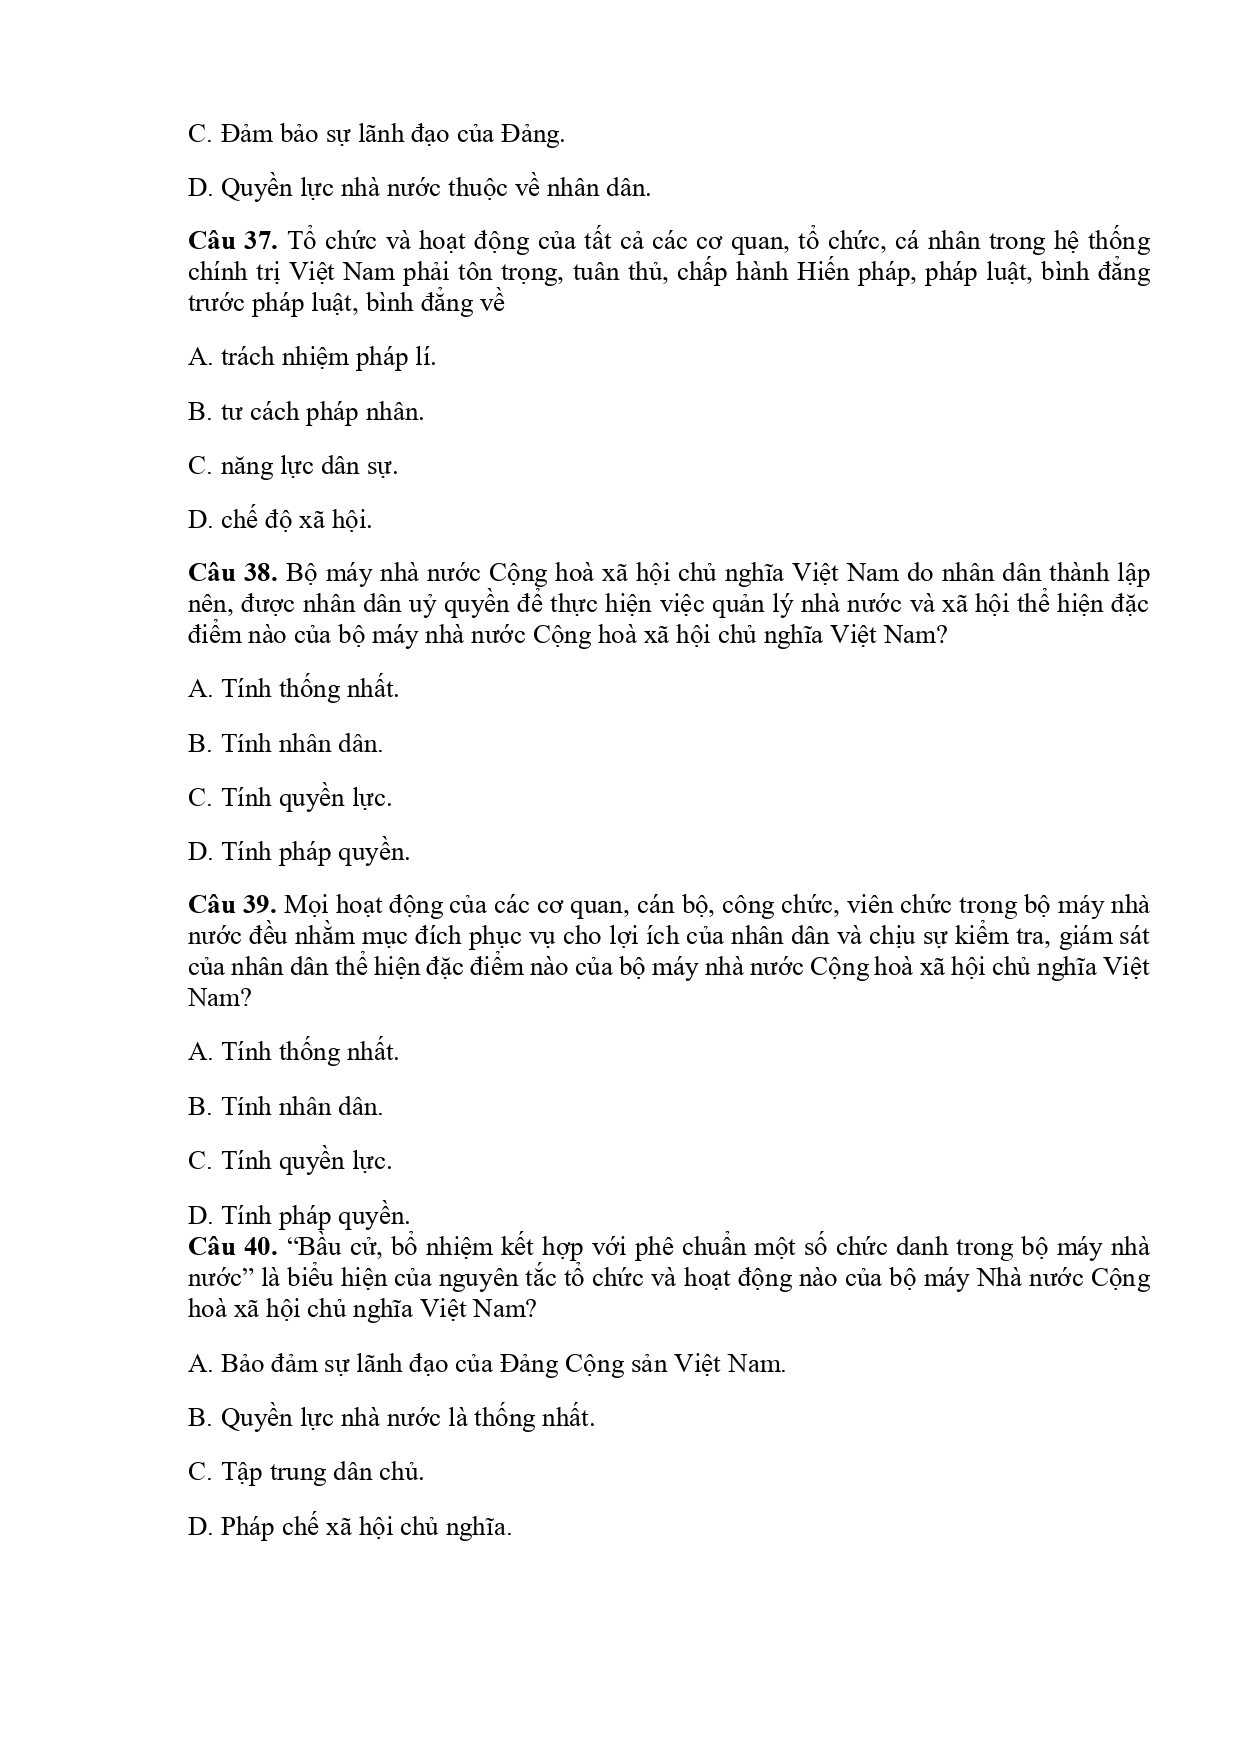 C. Đảm bảo sự lãnh đạo của Đảng.
D. Quyền lực nhà nước thuộc về nhân dân.
Câu 37. Tổ chức và hoạt động của tất cả các cơ quan, tổ chức, cá nhân trong hệ thống
chính trị Việt Nam phải tôn trọng, tuân thủ, chấp hành Hiến pháp, pháp luật, bình đẳng
trước pháp luật, bình đẳng về
A. trách nhiệm pháp lí.
B. tư cách pháp nhân.
C. năng lực dân sự.
D. chế độ xã hội.
Câu 38. Bộ máy nhà nước Cộng hoà xã hội chủ nghĩa Việt Nam do nhân dân thành lập
nên, được nhân dân uỷ quyền để thực hiện việc quản lý nhà nước và xã hội thể hiện đặc
điểm nào của bộ máy nhà nước Cộng hoà xã hội chủ nghĩa Việt Nam?
A. Tính thống nhất.
B. Tính nhân dân.
C. Tính quyền lực.
D. Tính pháp quyền.
Câu 39. Mọi hoạt động của các cơ quan, cán bộ, công chức, viên chức trong bộ máy nhà
nước đều nhằm mục đích phục vụ cho lợi ích của nhân dân và chịu sự kiểm tra, giám sát
của nhân dân thể hiện đặc điểm nào của bộ máy nhà nước Cộng hoà xã hội chủ nghĩa Việt
Nam?
A. Tính thống nhất.
B. Tính nhân dân.
C. Tính quyền lực.
D. Tính pháp quyền.
Câu 40. “Bầu cử, bổ nhiệm kết hợp với phê chuẩn một số chức danh trong bộ máy nhà
nước” là biểu hiện của nguyên tắc tổ chức và hoạt động nào của bộ máy Nhà nước Cộng
hoà xã hội chủ nghĩa Việt Nam?
A. Bảo đảm sự lãnh đạo của Đảng Cộng sản Việt Nam.
B. Quyền lực nhà nước là thống nhất.
C. Tập trung dân chủ.
D. Pháp chế xã hội chủ nghĩa.